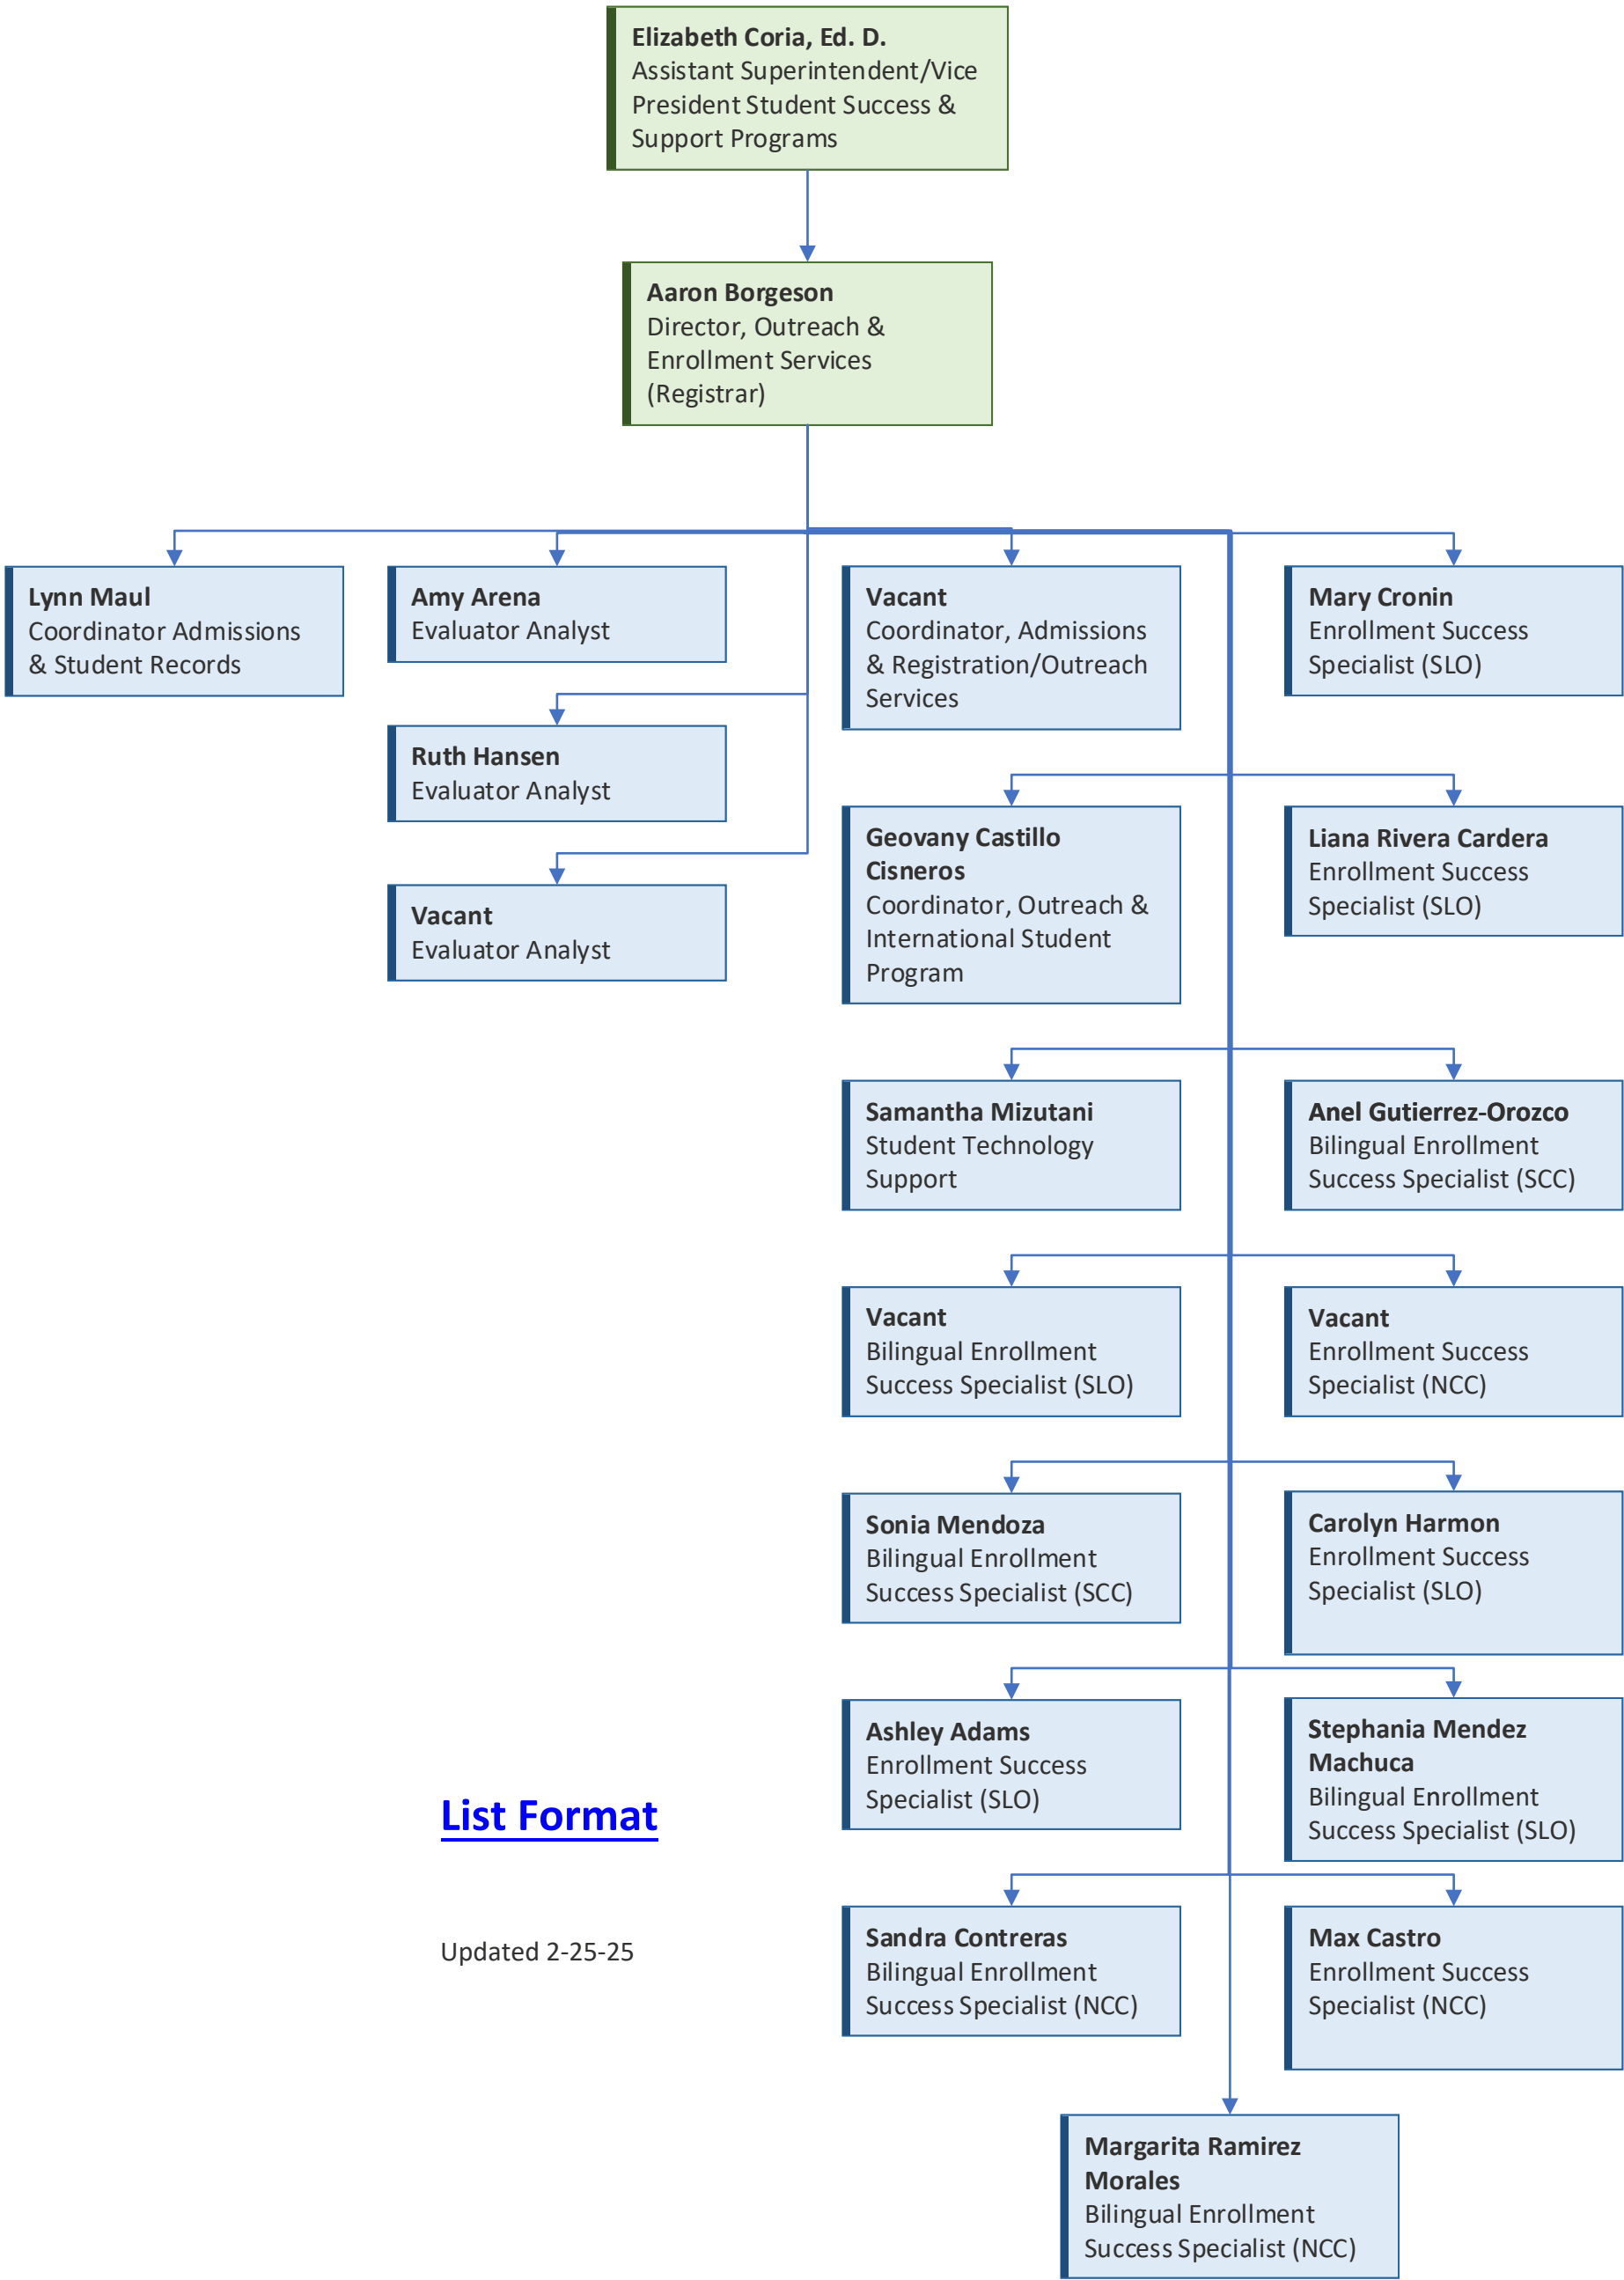 Elizabeth Coria, Ed. D.
Assistant Superintendent/Vice
President Student Success &
Support Programs
Aaron Borgeson
Director, Outreach &
Enrollment Services
(Registrar)
Lynn Maul
Coordinator Admissions
& Student Records
Amy Arena
Evaluator Analyst
Vacant
Coordinator, Admissions
& Registration/Outreach
Services
Mary Cronin
Enrollment Success
Specialist (SLO)
Ruth Hansen
Evaluator Analyst
Geovany Castillo
Cisneros
Coordinator, Outreach &
International Student
Program
Liana Rivera Cardera
Enrollment Success
Specialist (SLO)
Vacant
Evaluator Analyst
Samantha Mizutani
Student Technology
Support
Anel Gutierrez-Orozco
Bilingual Enrollment
Success Specialist (SCC)
Vacant
Bilingual Enrollment
Success Specialist (SLO)
Vacant
Enrollment Success
Specialist (NCC)
Sonia Mendoza
Bilingual Enrollment
Success Specialist (SCC)
Carolyn Harmon
Enrollment Success
Specialist (SLO)
Ashley Adams
Enrollment Success
Specialist (SLO)
Stephania Mendez
Machuca
Bilingual Enrollment
Success Specialist (SLO)
List Format
Updated 2-25-25
Sandra Contreras
Bilingual Enrollment
Success Specialist (NCC)
Max Castro
Enrollment Success
Specialist (NCC)
Margarita Ramirez
Morales
Bilingual Enrollment
Success Specialist (NCC)